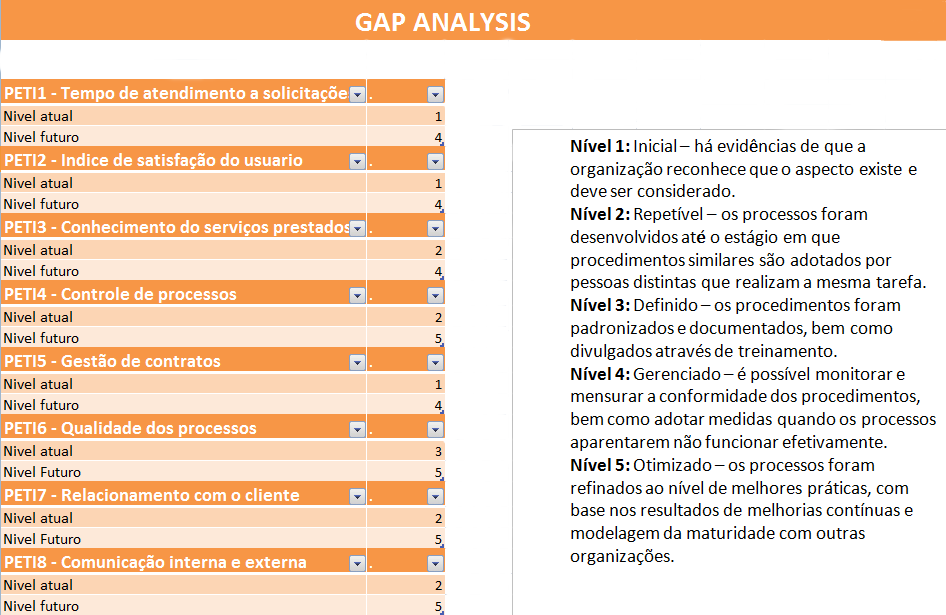 GAP ANALYSIS
PETI1 - Tempo de atendimento a solicitaçõe .
Nivel atual 1
Nivel futuro 4
PETI2 - Indice de satisfação do usuario .
Nivel atual 1
Nivel futuro 4
PETI3 - Conhecimento do serviços prestados .
Nivel atual 2
Nivel futuro 4
PETI4 - Controle de processos .
Nivel atual 2
Nivel futuro 5
PETI5 - Gestão de contratos .
Nivel atual 1
Nivel futuro 4
PETI6 - Qualidade dos processos .
Nivel atual 3
Nivel Futuro 5
PETI7 - Relacionamento com o cliente .
Nivel atual 2
Nivel Futuro 5
PETI8 - Comunicação interna e externa .
Nivel atual 2
Nivel futuro 5
Nível 1: Inicial – há evidências de que a
organização reconhece que o aspecto existe e
deve ser considerado.
Nível 2: Repetível – os processos foram
desenvolvidos até o estágio em que
procedimentos similares são adotados por
pessoas distintas que realizam a mesma tarefa.
Nível 3: Definido – os procedimentos foram
padronizados e documentados, bem como
divulgados através de treinamento.
Nível 4: Gerenciado – é possível monitorar e
mensurar a conformidade dos procedimentos,
bem como adotar medidas quando os processos
aparentarem não funcionar efetivamente.
Nível 5: Otimizado – os processos foram
refinados ao nível de melhores práticas, com
base nos resultados de melhorias contínuas e
modelagem da maturidade com outras
organizações.